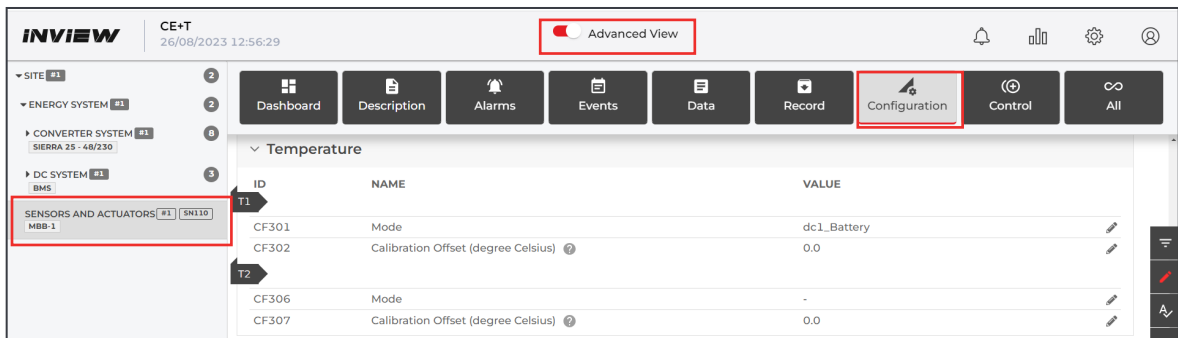 iNViEW
CE+T
26/08/2023 12:56:29
Advanced View
SITE #1 2
ENERGY SYSTEM #1 2
CONVERTER SYSTEM #1 8
SIERRA 25 - 48/230
DC SYSTEM #1 3
BMS
SENSORS AND ACTUATORS #1 SN110
MBB-1
Dashboard Description Alarms Events Data Record Configuration Control All
Temperature
ID NAME VALUE
T1
CF301 Mode dc1_Battery
CF302 Calibration Offset (degree Celsius) ? 0.0
T2
CF306 Mode -
CF307 Calibration Offset (degree Celsius) ? 0.0